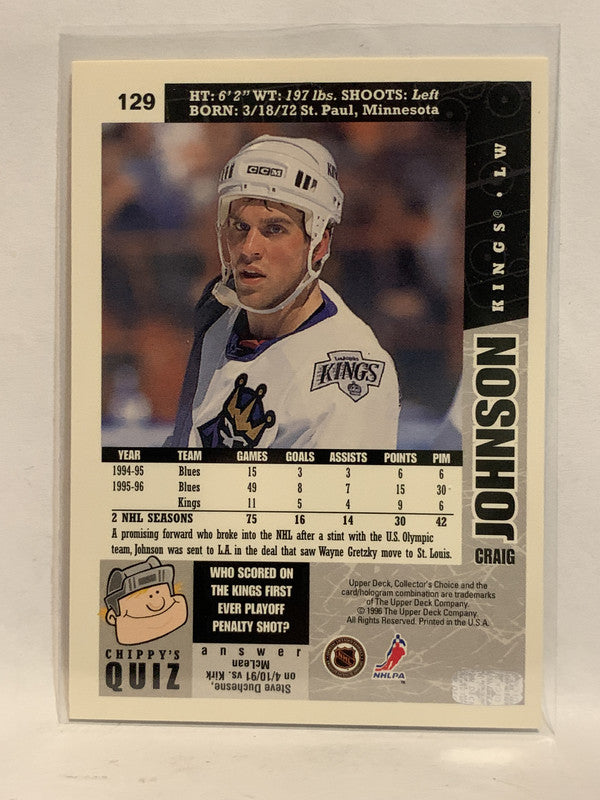 129
HT: 6' 2" WT: 197 lbs. SHOOTS: Left
BORN: 3/18/72 St. Paul, Minnesota
KINGS® • LW
JOHNSON
CRAIG
CCM
KINGS
YEAR TEAM GAMES GOALS ASSISTS POINTS PIM
1994-95 Blues 15 3 3 6 6
1995-96 Blues 49 8 7 15 30
Kings 11 5 4 9 6
2 NHL SEASONS 75 16 14 30 42
A promising forward who broke into the NHL after a stint with the U.S. Olympic
team, Johnson was sent to L.A. in the deal that saw Wayne Gretzky move to St. Louis.
CHIPPY'S
QUIZ
WHO SCORED ON
THE KINGS FIRST
EVER PLAYOFF
PENALTY SHOT?
answer
Steve Duchesne,
on 4/10/91 vs. Kirk
McLean
Upper Deck, Collector's Choice and the
card/hologram combination are trademarks
of The Upper Deck Company.
© 1996 The Upper Deck Company.
All Rights Reserved. Printed in the U.S.A.
NHL
NHLPA